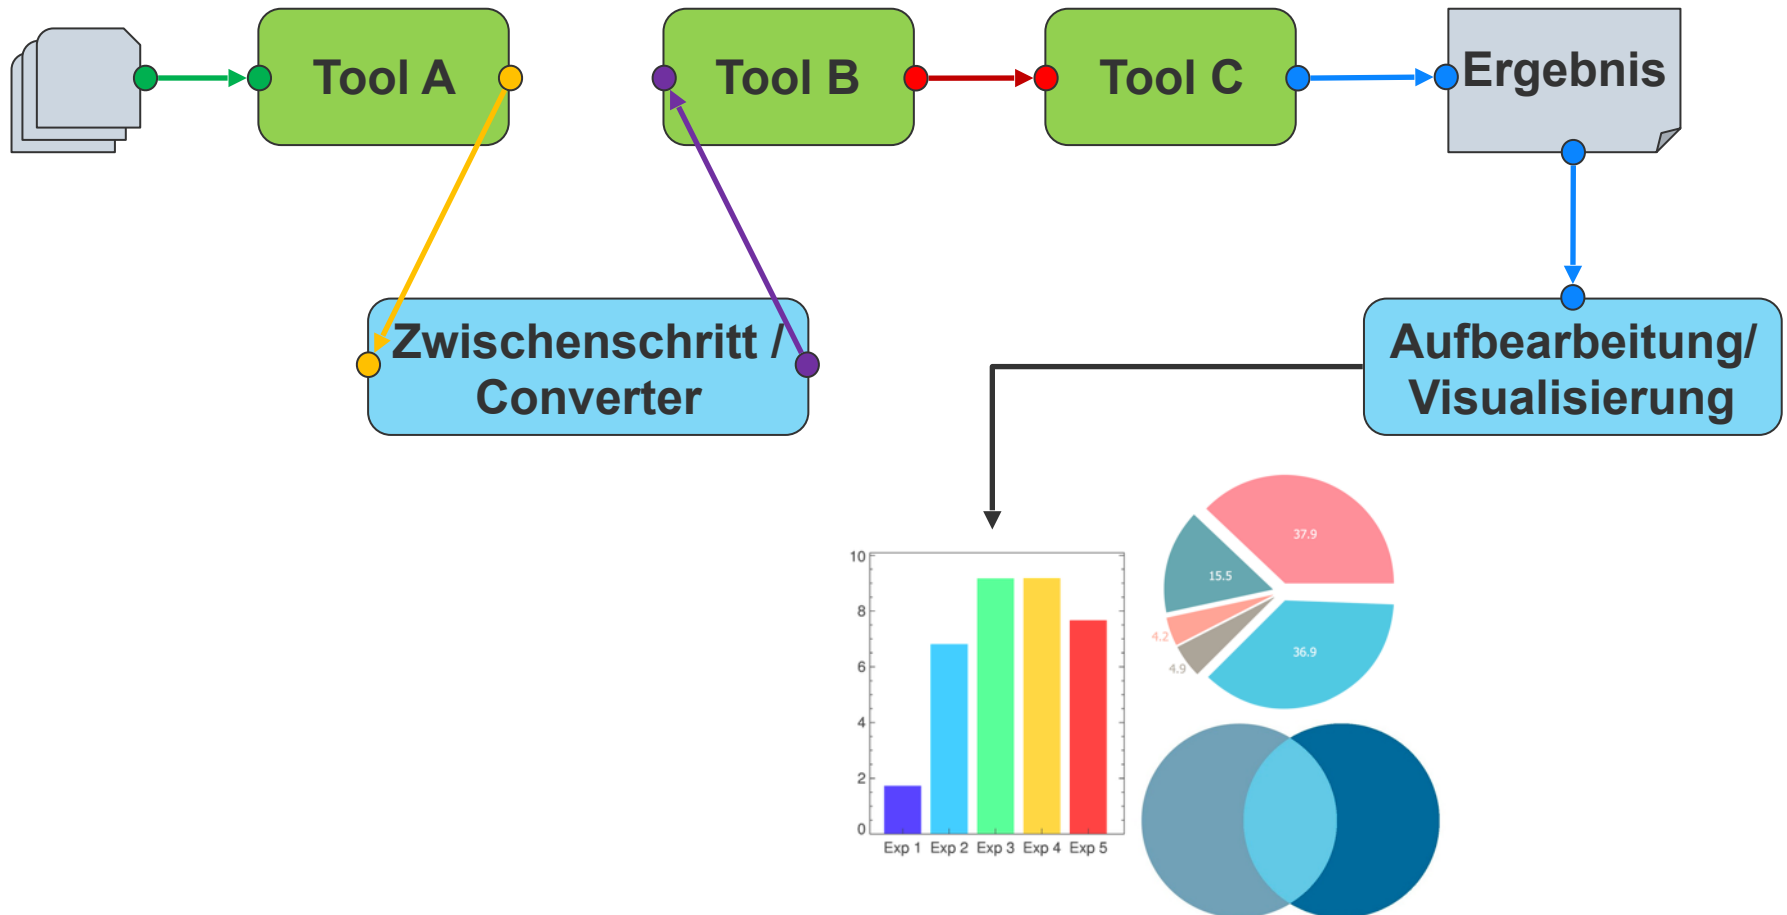 Tool A
Tool B
Tool C
Ergebnis
Zwischenschritt /
Converter
Aufbearbeitung/
Visualisierung
10
8
6
4
2
0
Exp 1 Exp 2 Exp 3 Exp 4 Exp 5
37.9
15.5
4.2
4.9
36.9